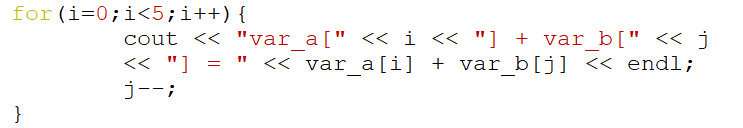 for(i=0;i<5;i++){
cout << "var_a[" << i << "] + var_b[" << j
<< "] = " << var_a[i] + var_b[j] << endl;
j--;
}